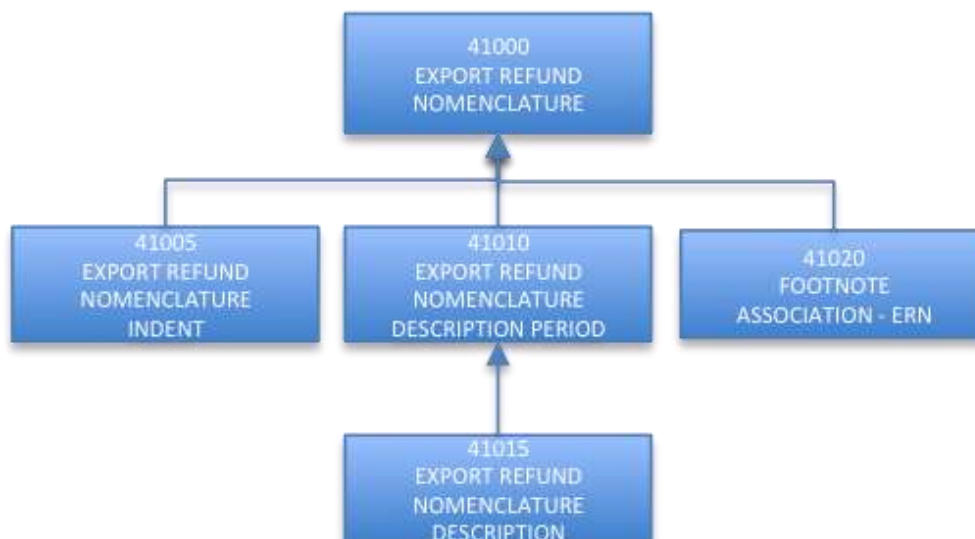 41000
EXPORT REFUND
NOMENCLATURE
41005
EXPORT REFUND
NOMENCLATURE
INDENT
41010
EXPORT REFUND
NOMENCLATURE
DESCRIPTION PERIOD
41020
FOOTNOTE
ASSOCIATION - ERN
41015
EXPORT REFUND
NOMENCLATURE
DESCRIPTION